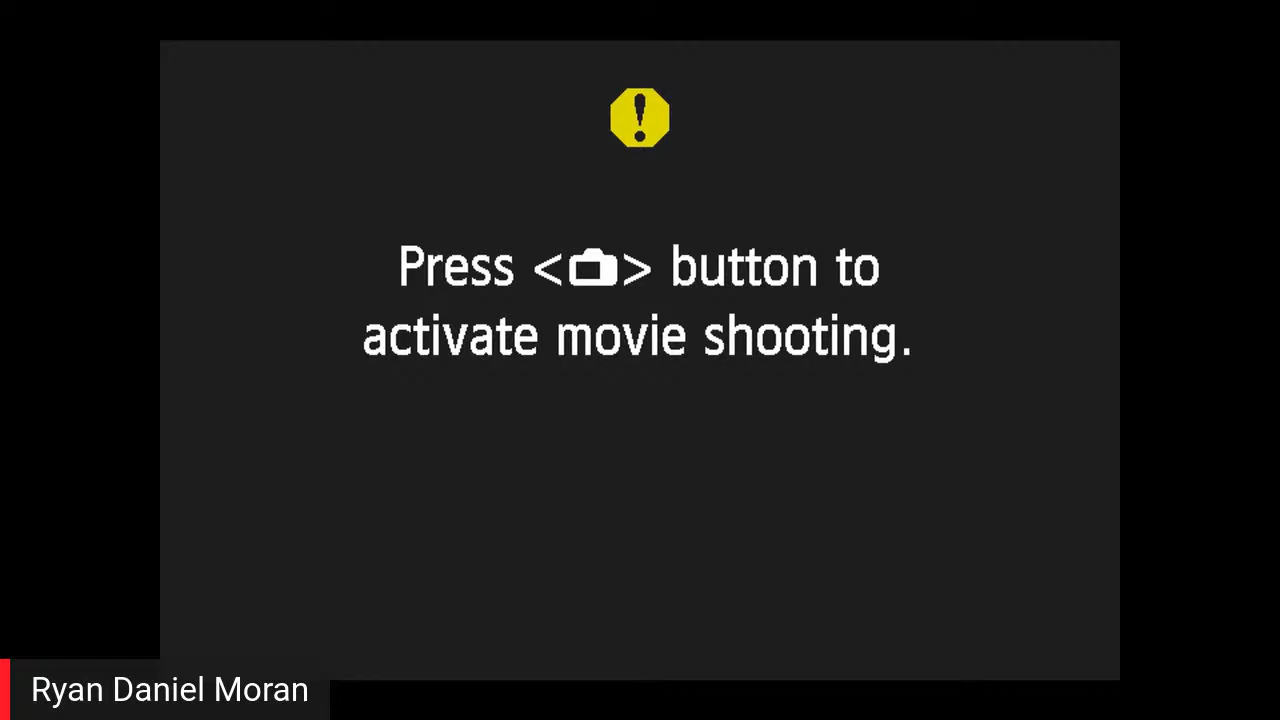 Press <📷> button to
activate movie shooting.
Ryan Daniel Moran